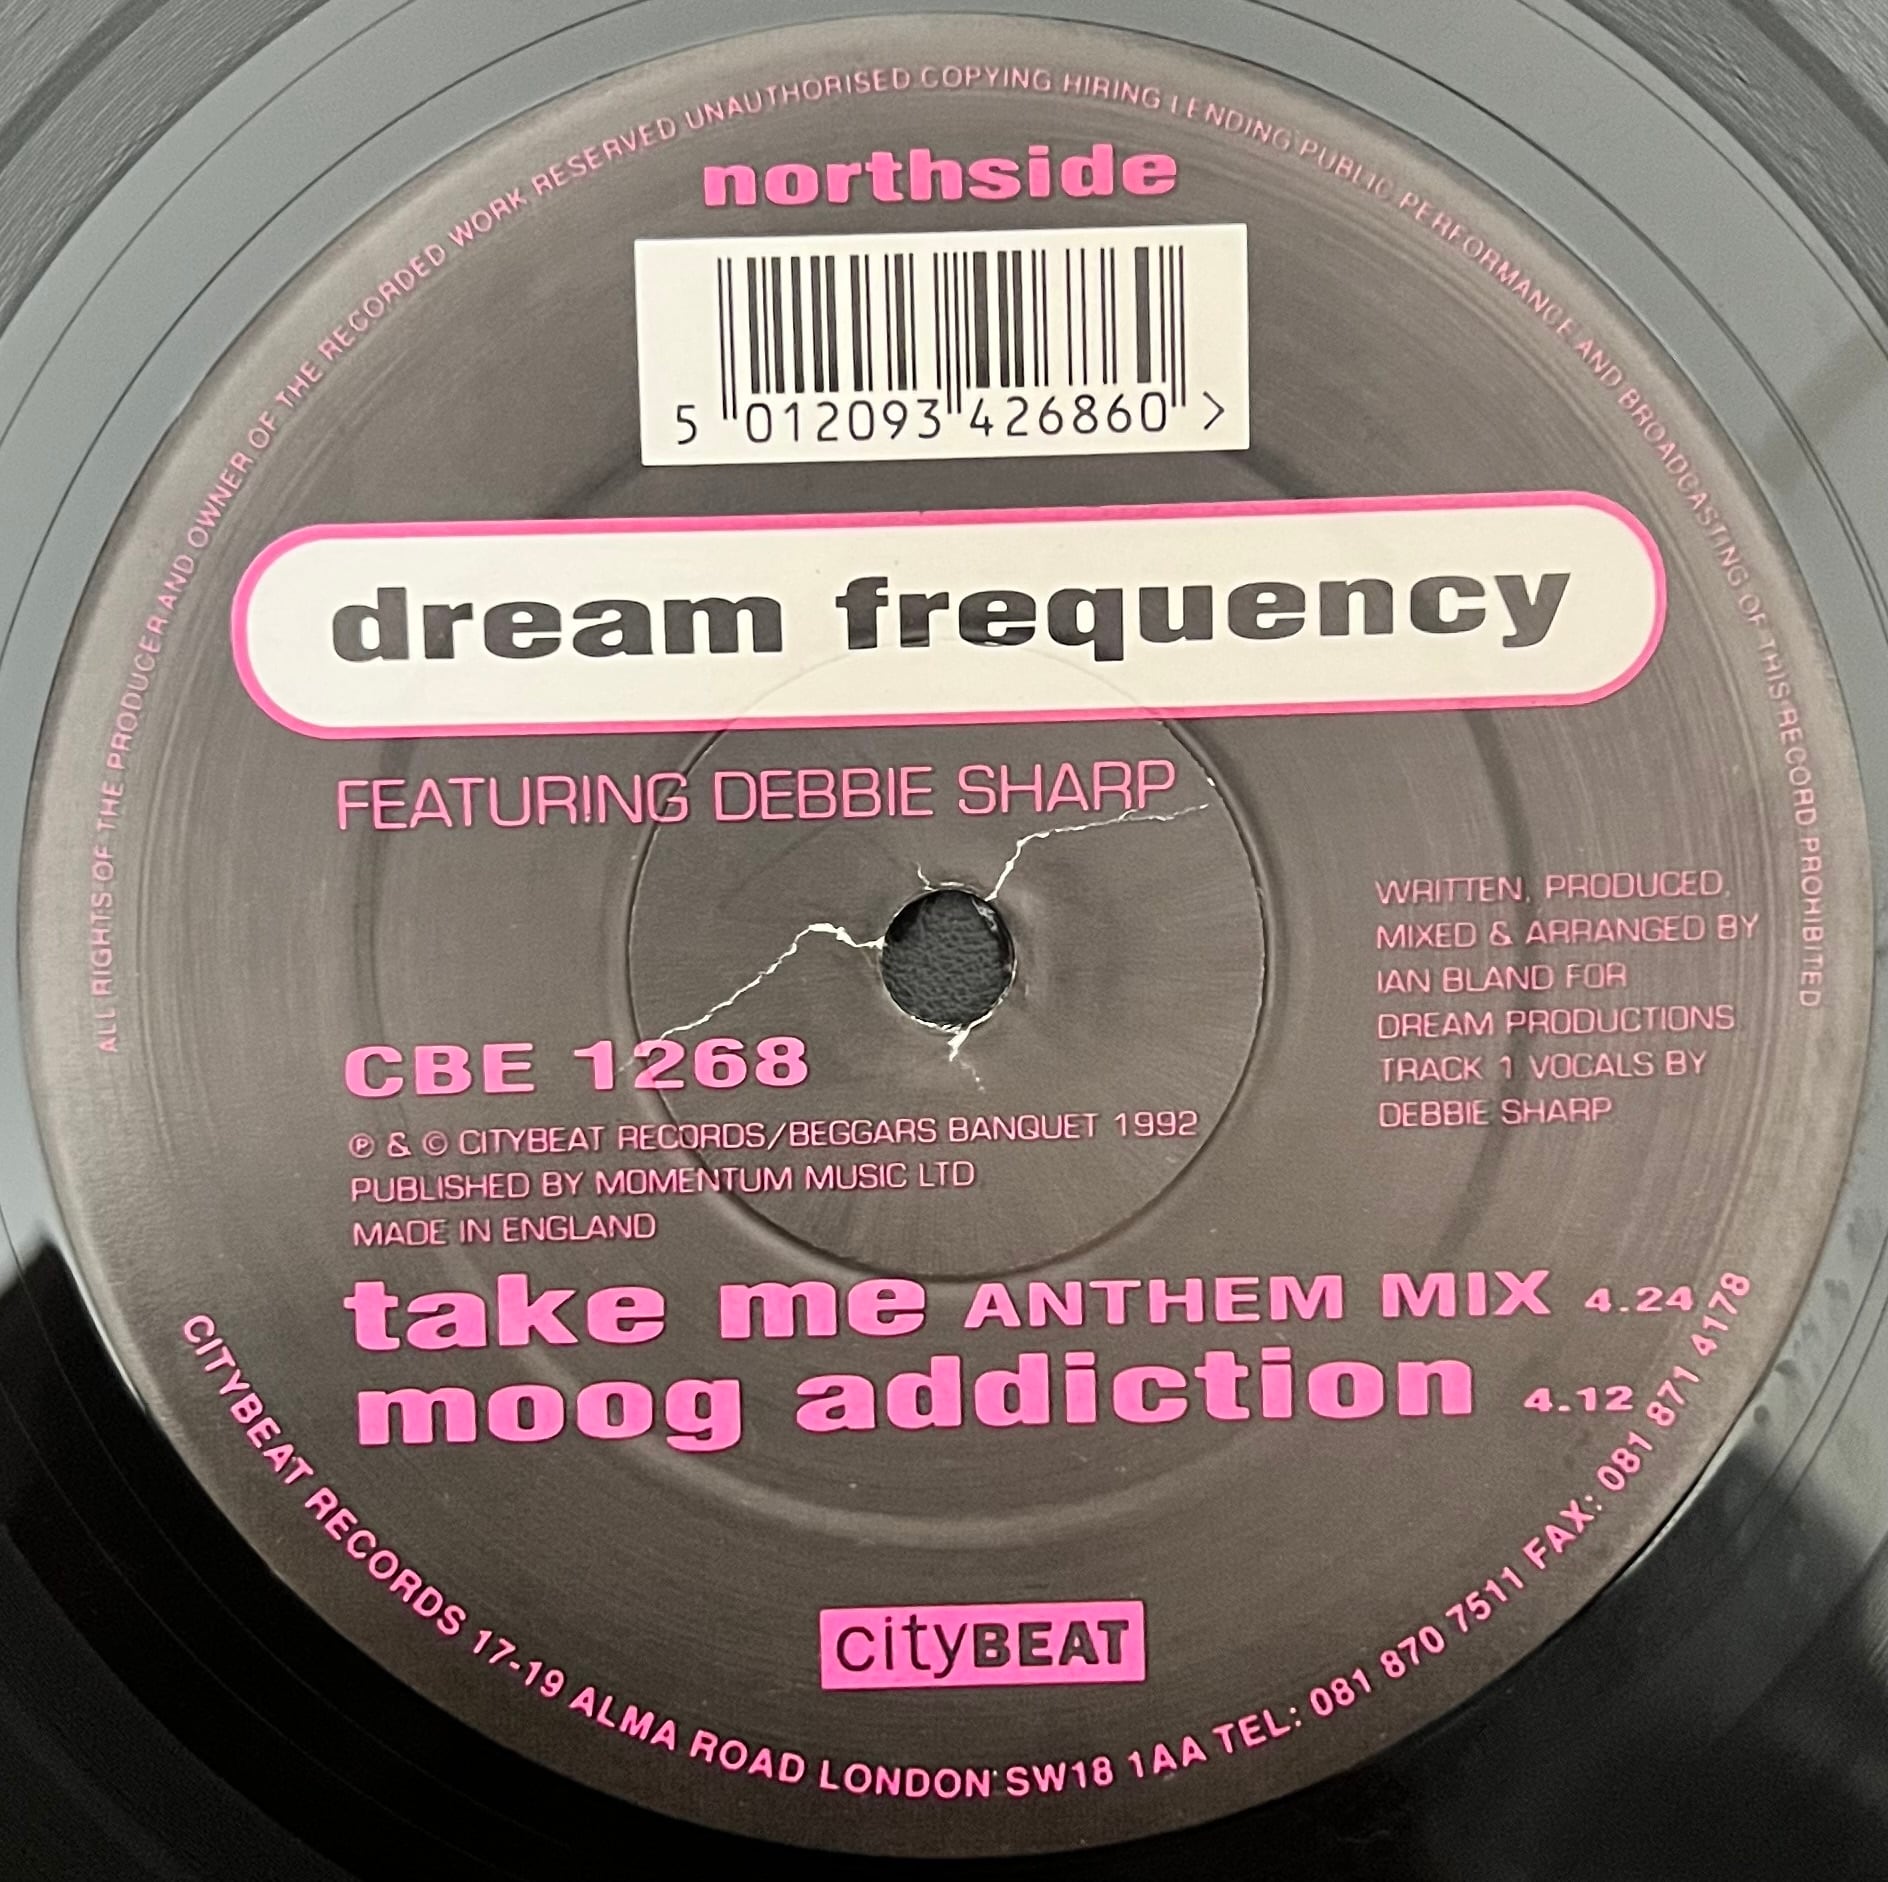 ALL RIGHTS OF THE PRODUCER AND OWNER OF THE RECORDED WORK RESERVED UNAUTHORISED COPYING HIRING LENDING PUBLIC PERFORMANCE AND BROADCASTING OF THIS RECORD PROHIBITED
northside
5 012093 426860 >
dream frequency
FEATURING DEBBIE SHARP
WRITTEN, PRODUCED,
MIXED & ARRANGED BY
IAN BLAND FOR
DREAM PRODUCTIONS
TRACK 1 VOCALS BY
DEBBIE SHARP
CBE 1268
℗ & © CITYBEAT RECORDS/BEGGARS BANQUET 1992
PUBLISHED BY MOMENTUM MUSIC LTD
MADE IN ENGLAND
take me ANTHEM MIX 4.24
moog addiction 4.12
cityBEAT
CITYBEAT RECORDS 17-19 ALMA ROAD LONDON SW18 1AA TEL: 081 870 7511 FAX: 081 871 4178